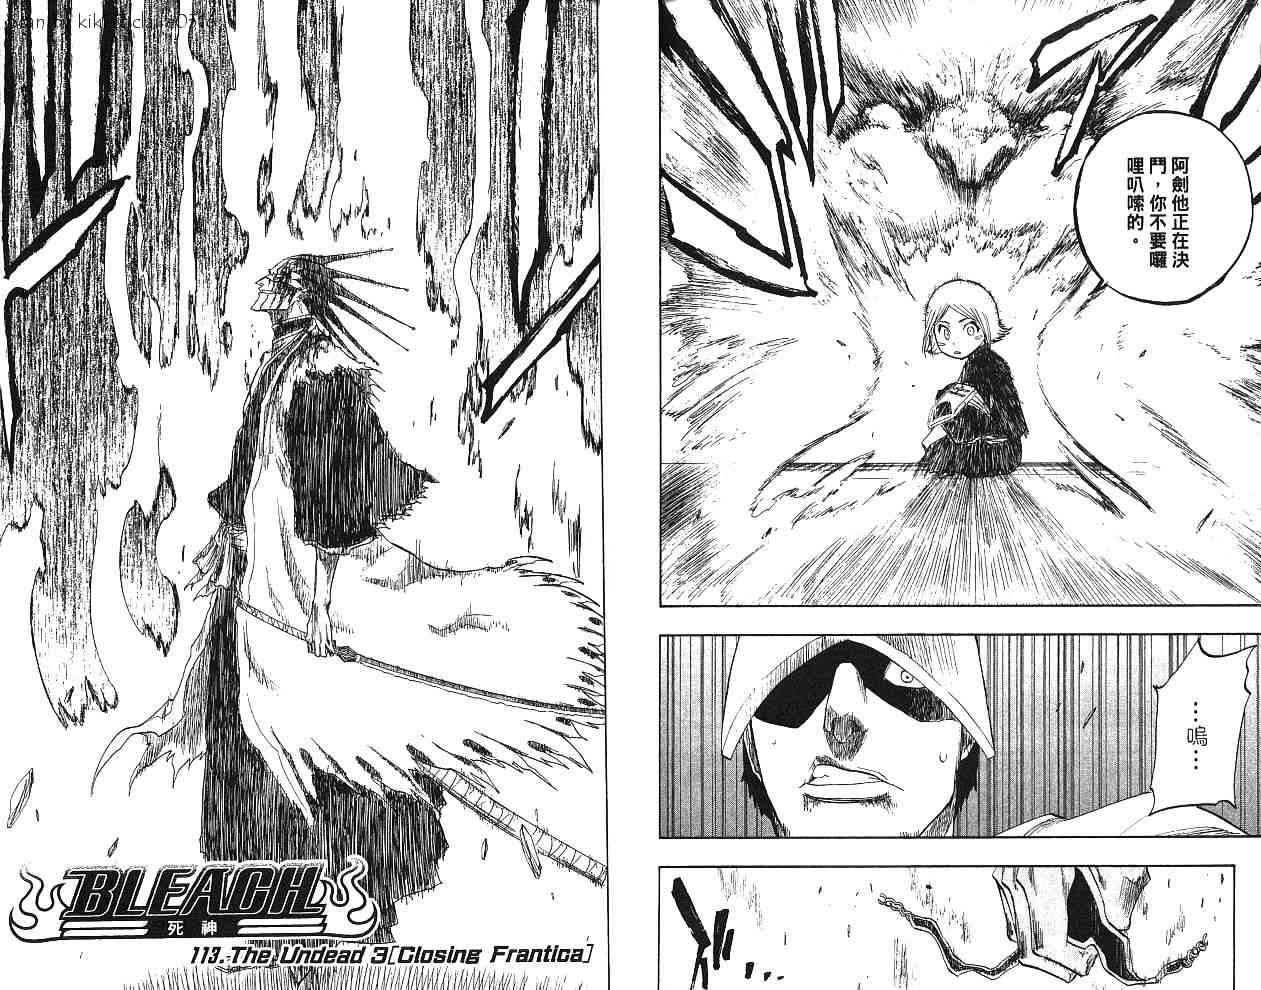 阿劍他正在決
鬥，你不要囉
哩叭嗦的。
…嗚…
BLEACH
死神
113. The Undead 3[Closing Frantica]